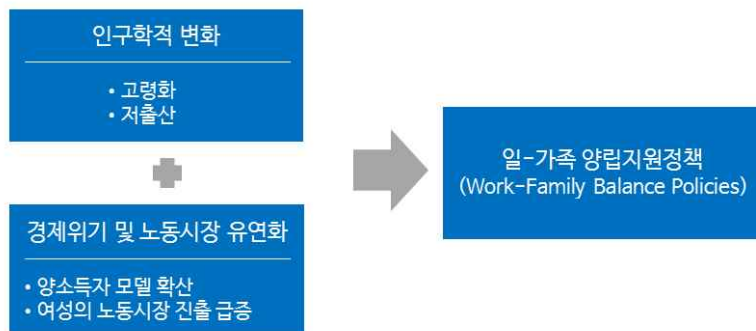 인구학적 변화
• 고령화
• 저출산
경제위기 및 노동시장 유연화
• 양소득자 모델 확산
• 여성의 노동시장 진출 급증
일-가족 양립지원정책
(Work-Family Balance Policies)